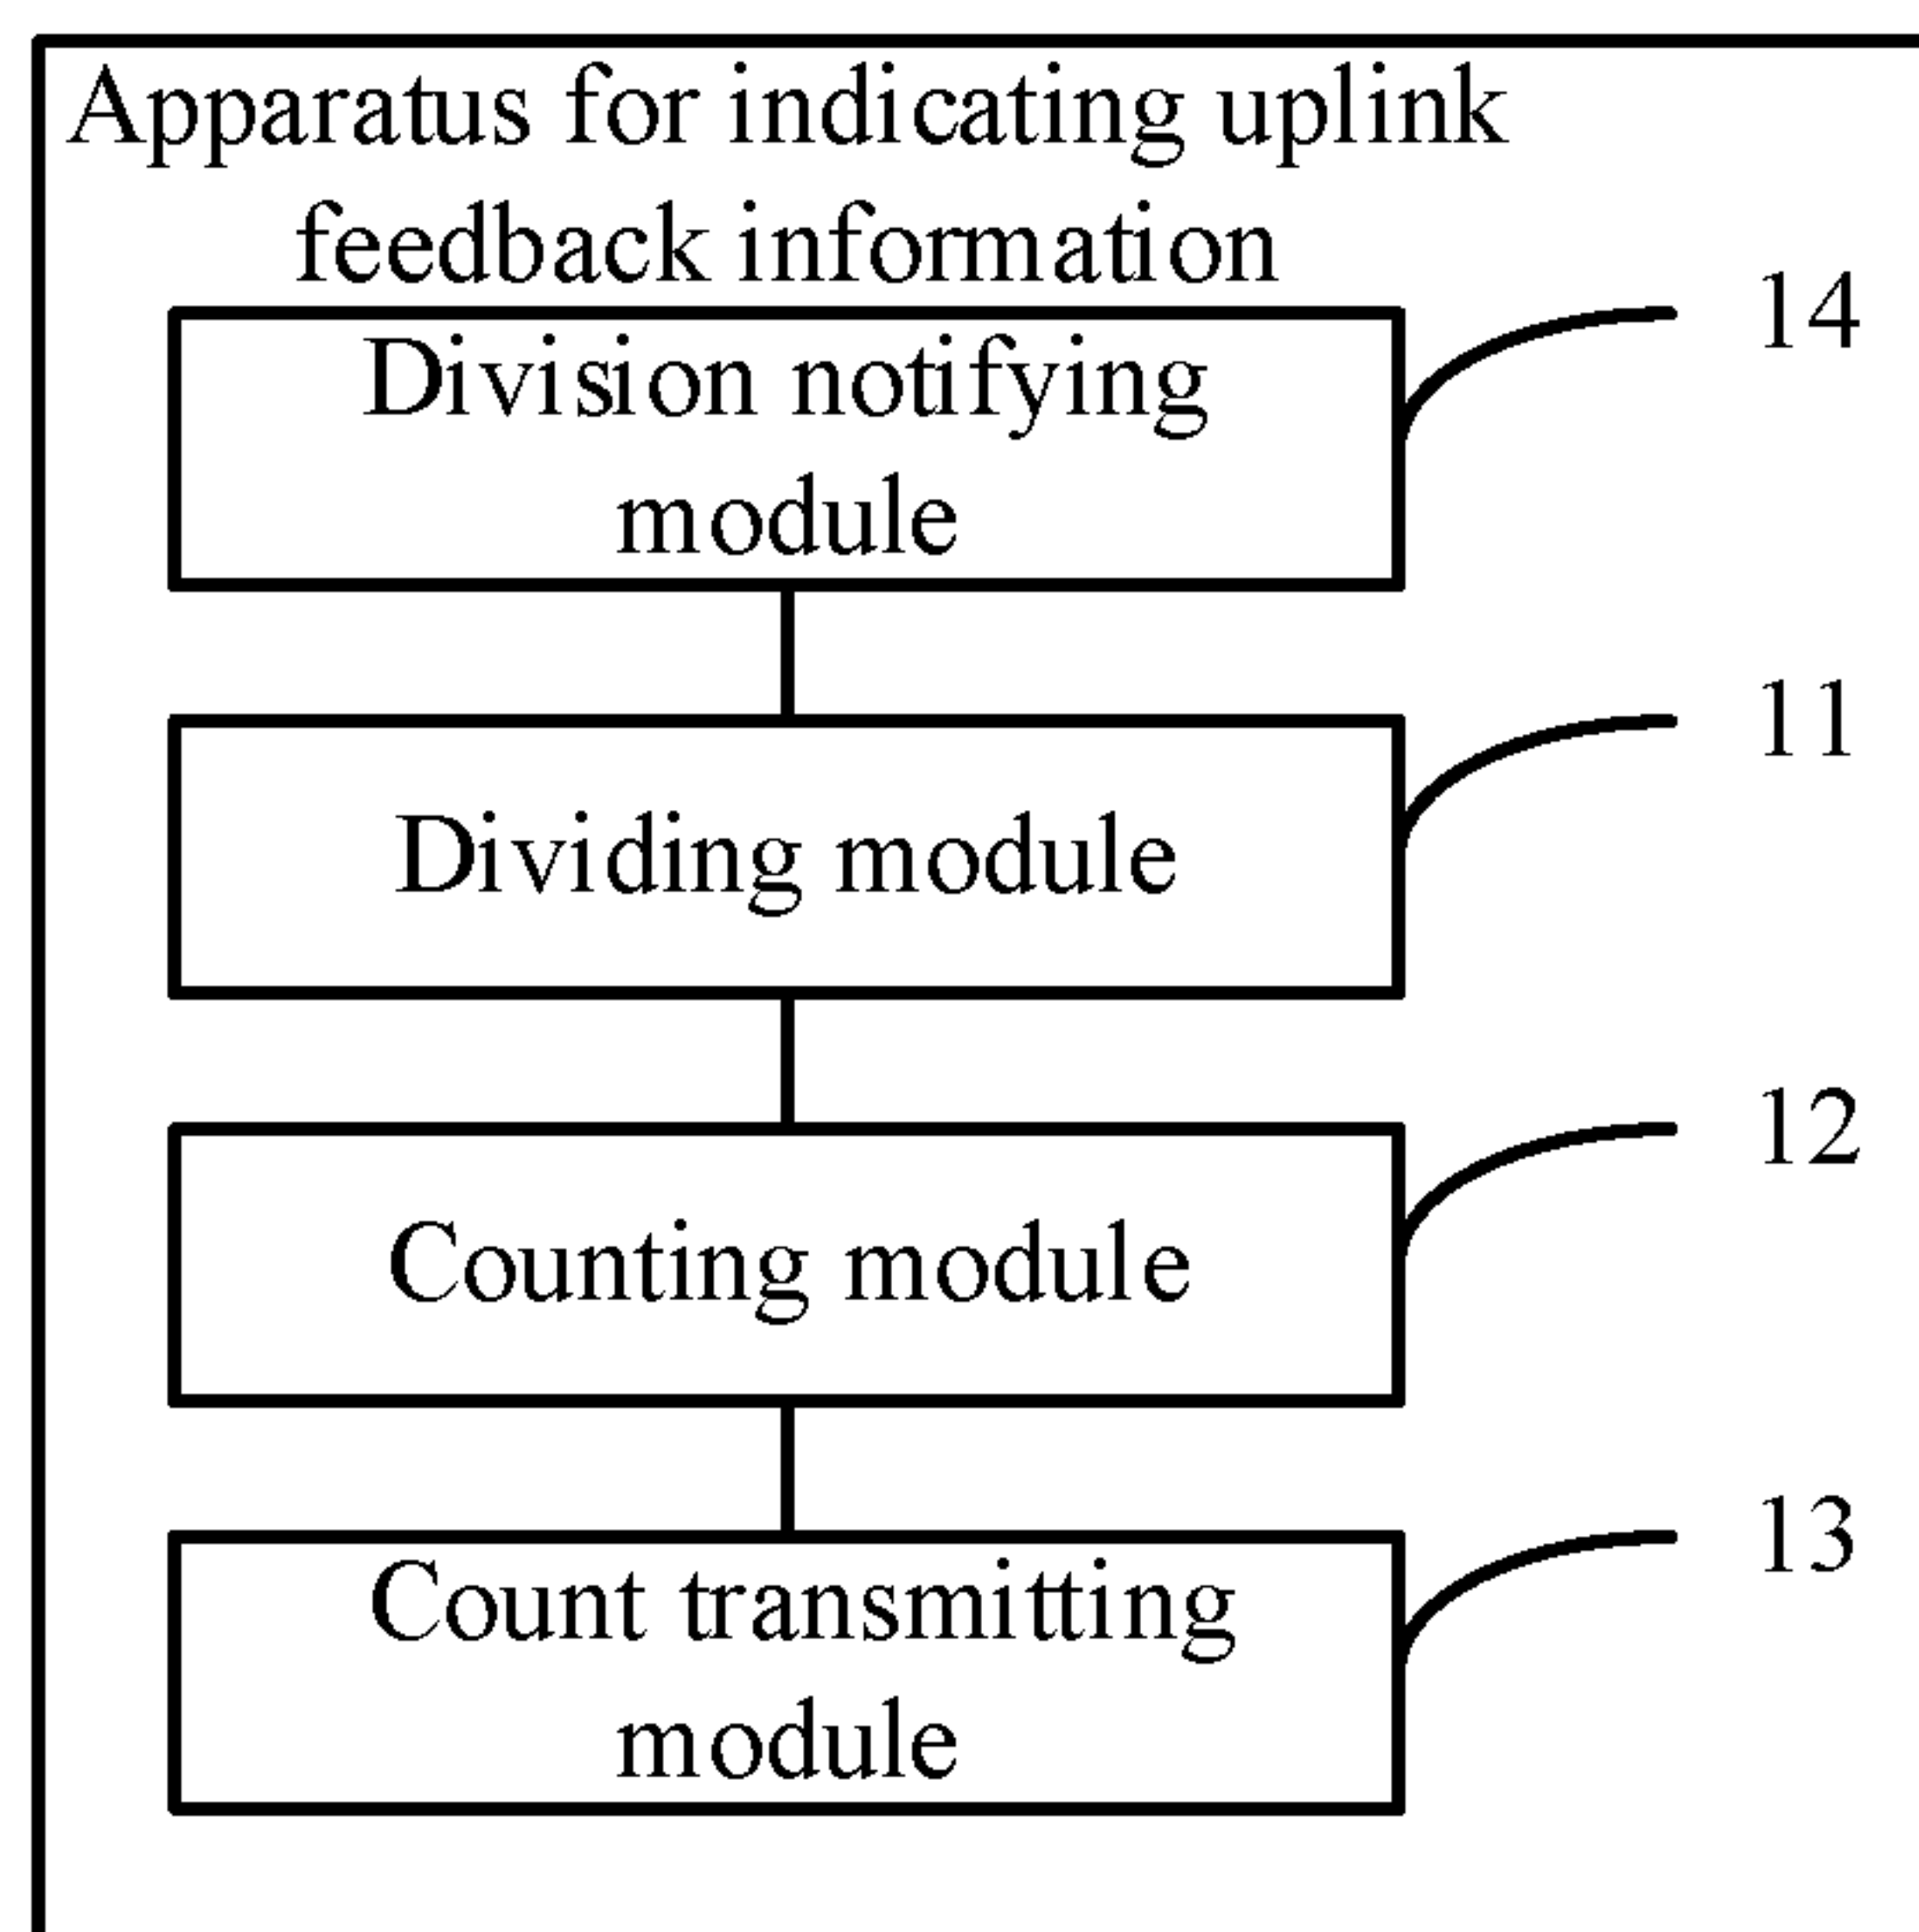 Apparatus for indicating uplink
feedback information
14
Division notifying
module
11
Dividing module
12
Counting module
13
Count transmitting
module